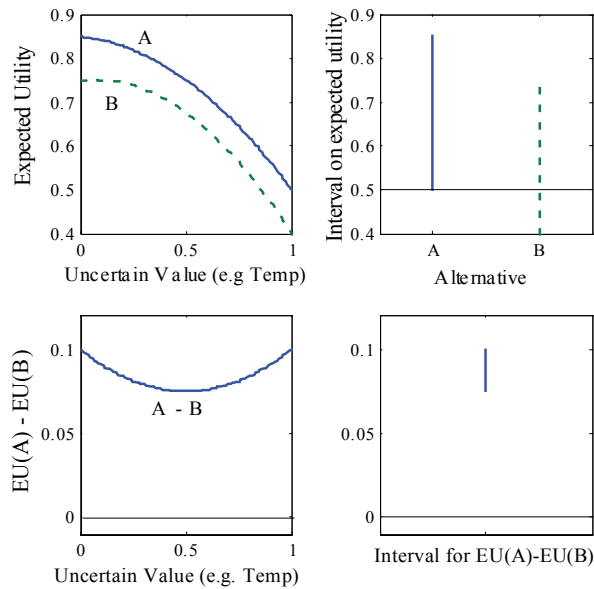 Expected Utility
0.9
0.8
0.7
0.6
0.5
0.4
A
B
0
0.5
1
Uncertain Value (e.g Temp)
Interval on expected utility
0.9
0.8
0.7
0.6
0.5
0.4
A
B
Alternative
EU(A) - EU(B)
0.1
0.05
0
A - B
0
0.5
1
Uncertain Value (e.g. Temp)
0.1
0.05
0
Interval for EU(A)-EU(B)